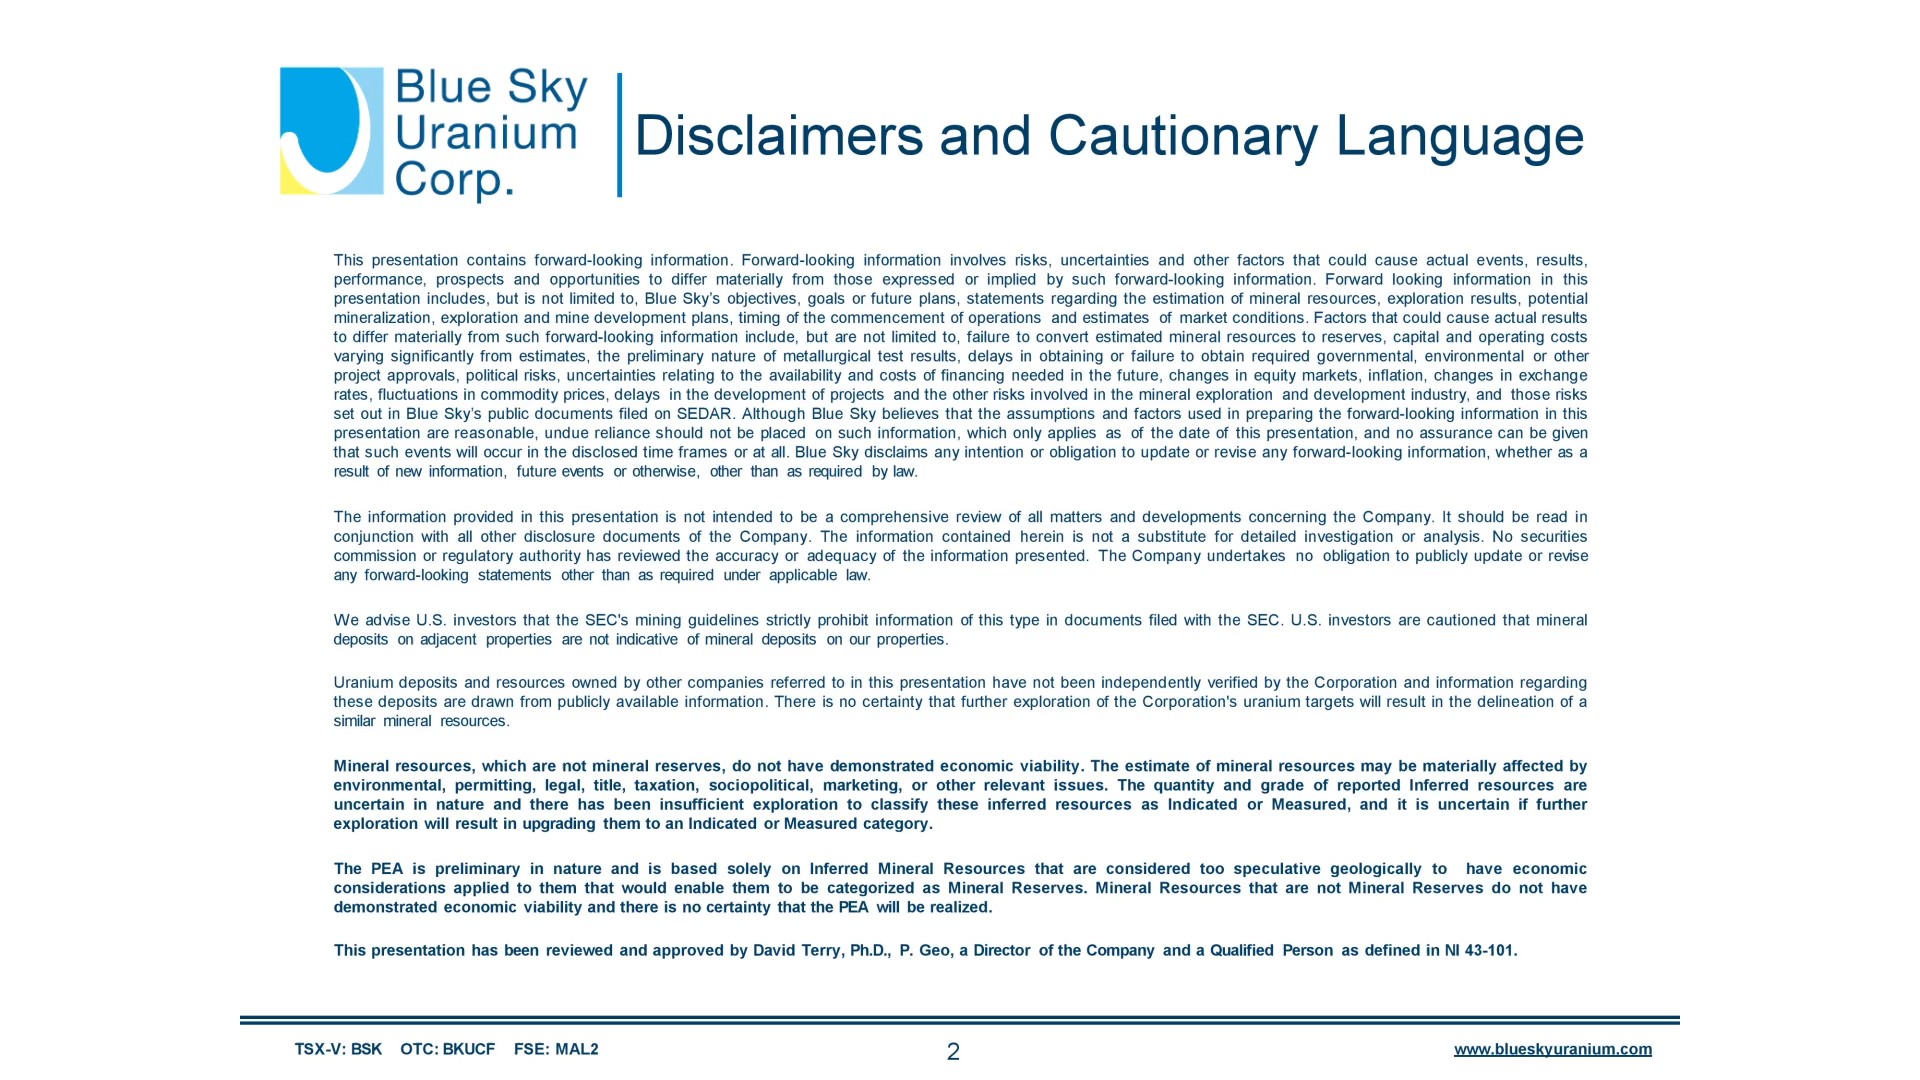 Blue Sky
Uranium
Corp.
Disclaimers and Cautionary Language
This presentation contains forward-looking information. Forward-looking information involves risks, uncertainties and other factors that could cause actual events, results,
performance, prospects and opportunities to differ materially from those expressed or implied by such forward-looking information. Forward looking information in this
presentation includes, but is not limited to, Blue Sky’s objectives, goals or future plans, statements regarding the estimation of mineral resources, exploration results, potential
mineralization, exploration and mine development plans, timing of the commencement of operations and estimates of market conditions. Factors that could cause actual results
to differ materially from such forward-looking information include, but are not limited to, failure to convert estimated mineral resources to reserves, capital and operating costs
varying significantly from estimates, the preliminary nature of metallurgical test results, delays in obtaining or failure to obtain required governmental, environmental or other
project approvals, political risks, uncertainties relating to the availability and costs of financing needed in the future, changes in equity markets, inflation, changes in exchange
rates, fluctuations in commodity prices, delays in the development of projects and the other risks involved in the mineral exploration and development industry, and those risks
set out in Blue Sky’s public documents filed on SEDAR. Although Blue Sky believes that the assumptions and factors used in preparing the forward-looking information in this
presentation are reasonable, undue reliance should not be placed on such information, which only applies as of the date of this presentation, and no assurance can be given
that such events will occur in the disclosed time frames or at all. Blue Sky disclaims any intention or obligation to update or revise any forward-looking information, whether as a
result of new information, future events or otherwise, other than as required by law.
The information provided in this presentation is not intended to be a comprehensive review of all matters and developments concerning the Company. It should be read in
conjunction with all other disclosure documents of the Company. The information contained herein is not a substitute for detailed investigation or analysis. No securities
commission or regulatory authority has reviewed the accuracy or adequacy of the information presented. The Company undertakes no obligation to publicly update or revise
any forward-looking statements other than as required under applicable law.
We advise U.S. investors that the SEC's mining guidelines strictly prohibit information of this type in documents filed with the SEC. U.S. investors are cautioned that mineral
deposits on adjacent properties are not indicative of mineral deposits on our properties.
Uranium deposits and resources owned by other companies referred to in this presentation have not been independently verified by the Corporation and information regarding
these deposits are drawn from publicly available information. There is no certainty that further exploration of the Corporation's uranium targets will result in the delineation of a
similar mineral resources.
Mineral resources, which are not mineral reserves, do not have demonstrated economic viability. The estimate of mineral resources may be materially affected by
environmental, permitting, legal, title, taxation, sociopolitical, marketing, or other relevant issues. The quantity and grade of reported Inferred resources are
uncertain in nature and there has been insufficient exploration to classify these inferred resources as Indicated or Measured, and it is uncertain if further
exploration will result in upgrading them to an Indicated or Measured category.
The PEA is preliminary in nature and is based solely on Inferred Mineral Resources that are considered too speculative geologically to have economic
considerations applied to them that would enable them to be categorized as Mineral Reserves. Mineral Resources that are not Mineral Reserves do not have
demonstrated economic viability and there is no certainty that the PEA will be realized.
This presentation has been reviewed and approved by David Terry, Ph.D., P. Geo, a Director of the Company and a Qualified Person as defined in NI 43-101.
TSX-V: BSK OTC: BKUCF FSE: MAL2
2
www.blueskyuranium.com